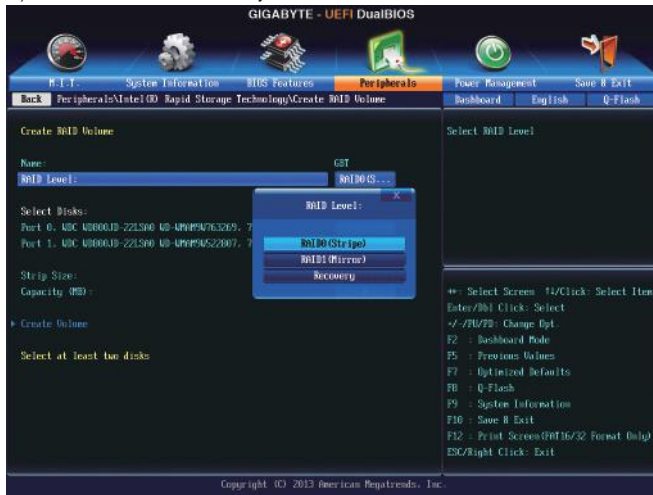 GIGABYTE - UEFI DualBIOS
M.I.T. System Information BIOS Features Peripherals Power Management Save & Exit
Back Peripherals\Intel(R) Rapid Storage Technology\Create RAID Volume Dashboard English Q-Flash
Create RAID Volume
Select RAID Level
Name: GBT
RAID Level: RAID0(S...
RAID Level: X
RAID0(Stripe)
RAID1(Mirror)
Recovery
Select Disks:
Port 0, WDC WD800JD-22LSA0 WD-WMAM9W763269, 7
Port 1, WDC WD800JD-22LSA0 WD-WMAM9W522807, 7
Strip Size:
Capacity (MB) :
Create Volume
Select at least two disks
: Select Screen ↑↓/Click: Select Item
Enter/Dbl Click: Select
+/-/PU/PD: Change Opt.
F2 : Dashboard Mode
F5 : Previous Values
F7 : Optimized Defaults
F8 : Q-Flash
F9 : System Information
F10 : Save & Exit
F12 : Print Screen(FAT16/32 Format Only)
ESC/Right Click: Exit
Copyright (C) 2013 American Megatrends, Inc.